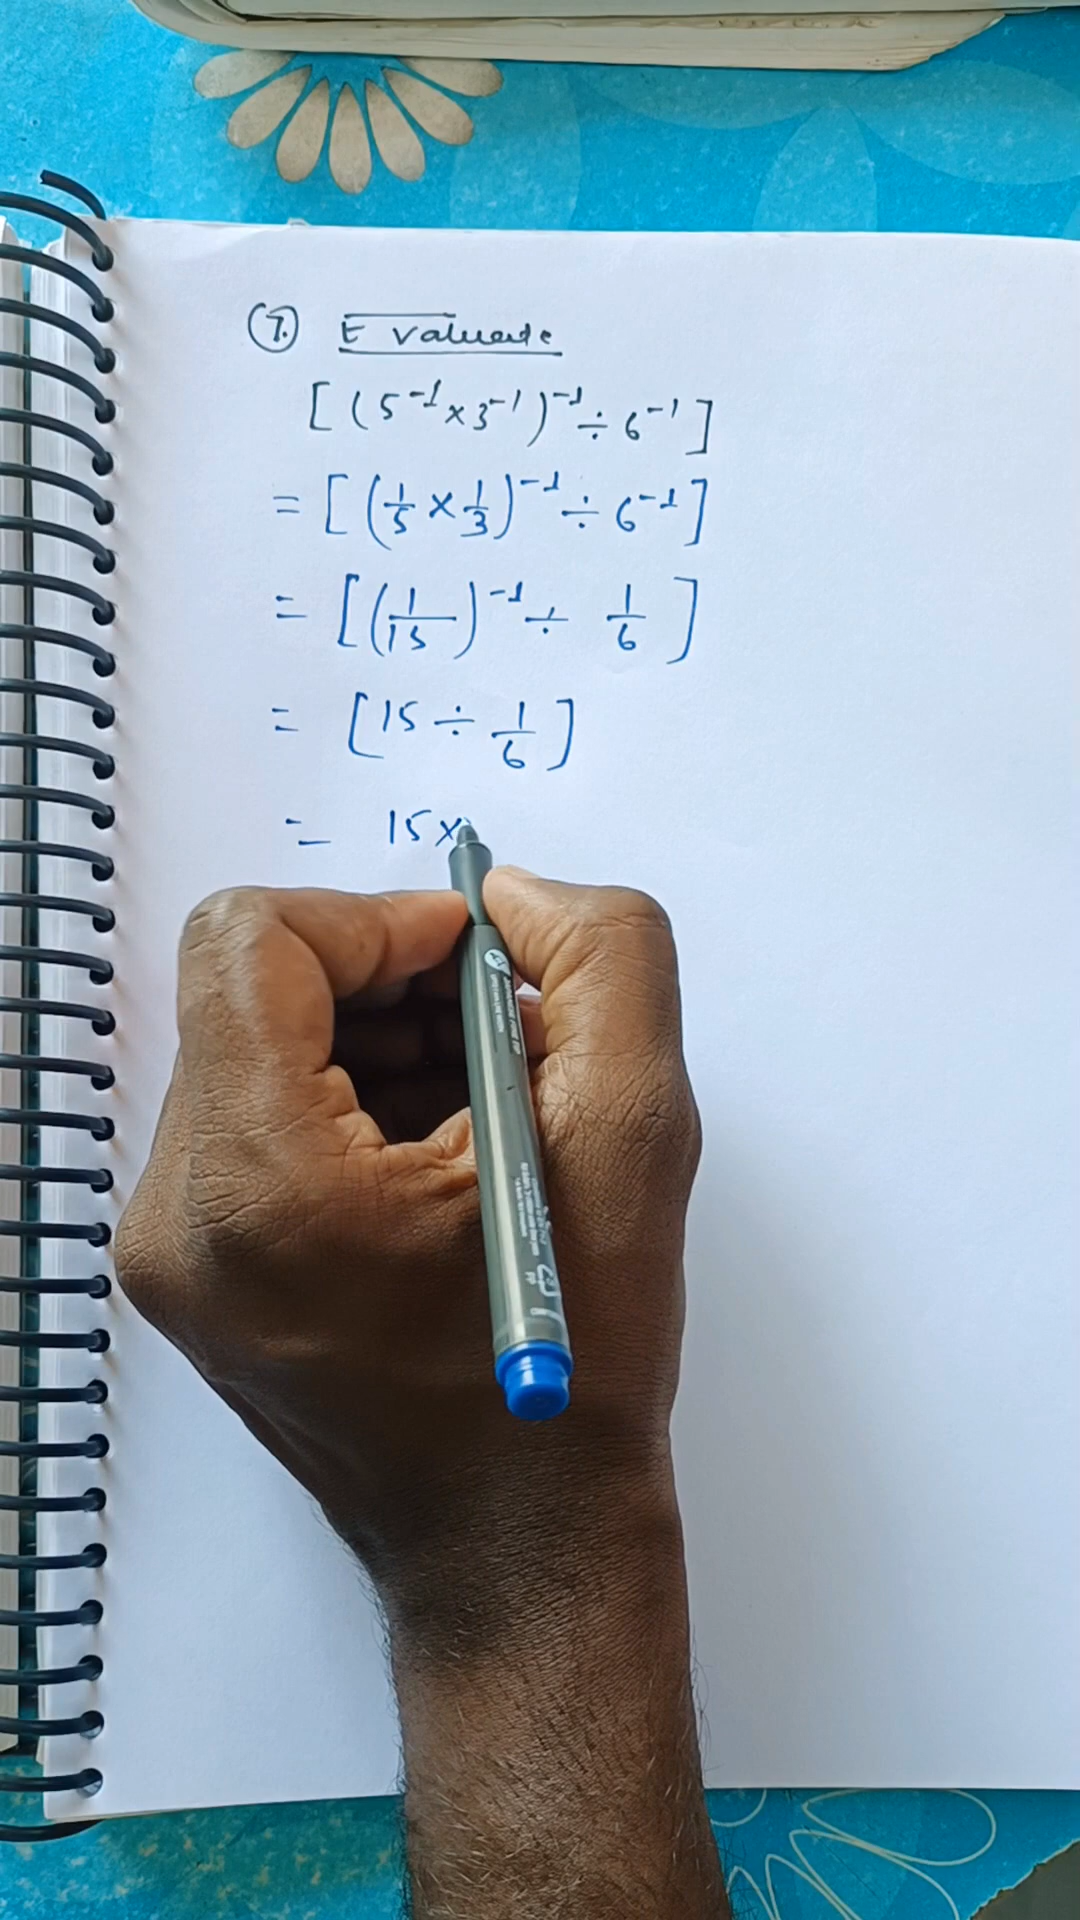 (7.) Evaluate
[(5⁻¹×3⁻¹)⁻¹÷6⁻¹]
= [(1/5 × 1/3)⁻¹ ÷ 6⁻¹]
= [(1/15)⁻¹ ÷ 1/6]
= [15 ÷ 1/6]
= 15×